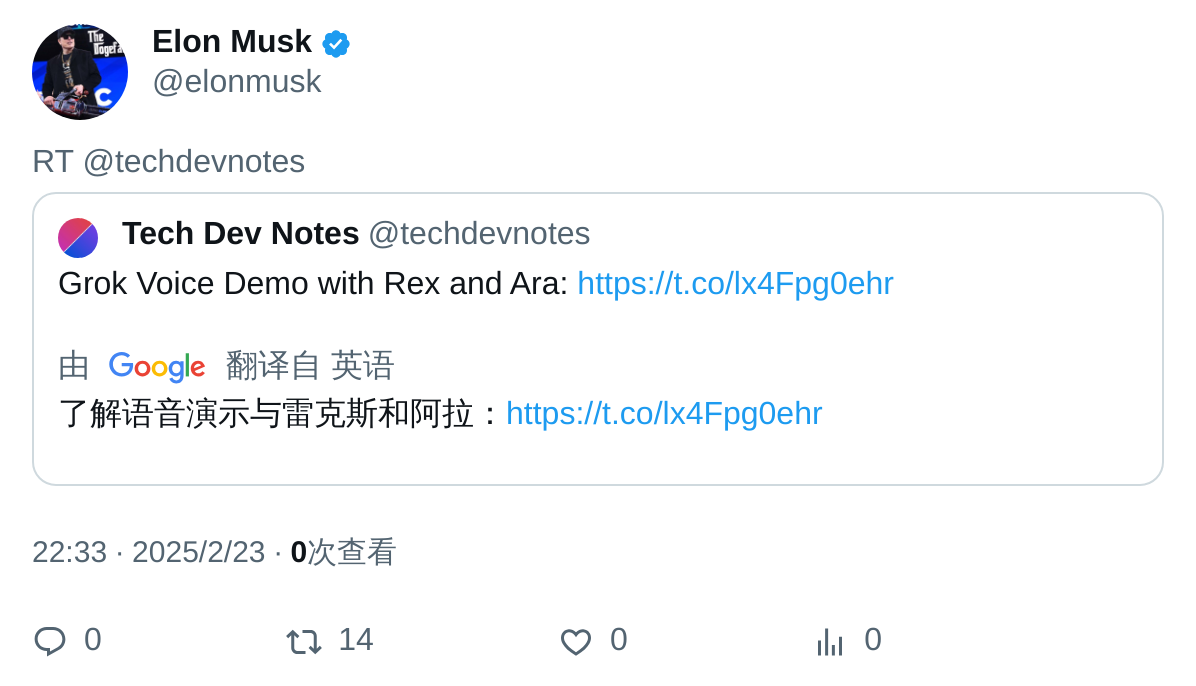 The
Dogefa
Elon Musk
@elonmusk
RT @techdevnotes
Tech Dev Notes @techdevnotes
Grok Voice Demo with Rex and Ara: https://t.co/lx4Fpg0ehr
由 Google 翻译自 英语
了解语音演示与雷克斯和阿拉：https://t.co/lx4Fpg0ehr
22:33 · 2025/2/23 · 0次查看
0 14 0 0